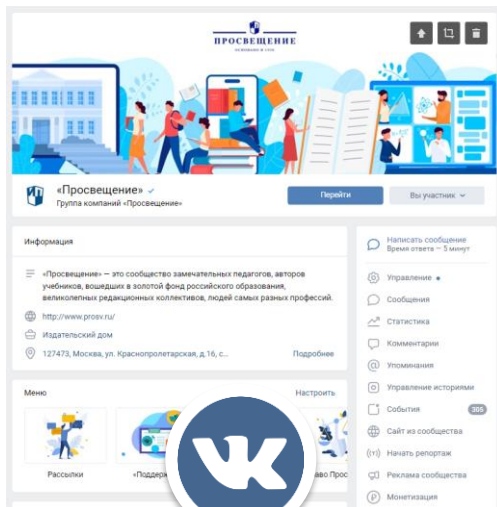 ПРОСВЕЩЕНИЕ
«Просвещение»
Группа компаний «Просвещение»
Перейти
Вы участник
Информация
«Просвещение» – это сообщество замечательных педагогов, авторов
учебников, вошедших в золотой фонд российского образования,
великолепных редакционных коллективов, людей самых разных профессий.
http://www.prosv.ru/
Издательский дом
127473, Москва, ул. Краснопролетарская, д.16, с...
Подробнее
Меню
Настроить
Рассылки
«Поддерж
аво Прос
Написать сообщение
Время ответа – 5 минут
Управление
Сообщения
Статистика
Комментарии
Упоминания
Управление историями
События 305
Сайт из сообщества
Начать репортаж
Реклама сообщества
Монетизация